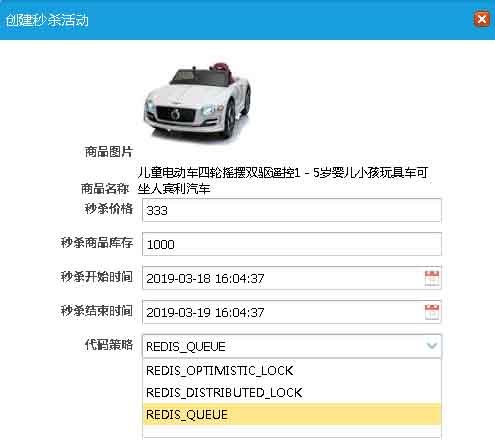 创建秒杀活动
商品图片
商品名称 儿童电动车四轮摇摆双驱遥控1-5岁婴儿小孩玩具车可
坐人宾利汽车
秒杀价格 333
秒杀商品库存 1000
秒杀开始时间 2019-03-18 16:04:37
秒杀结束时间 2019-03-19 16:04:37
代码策略 REDIS_QUEUE
REDIS_OPTIMISTIC_LOCK
REDIS_DISTRIBUTED_LOCK
REDIS_QUEUE